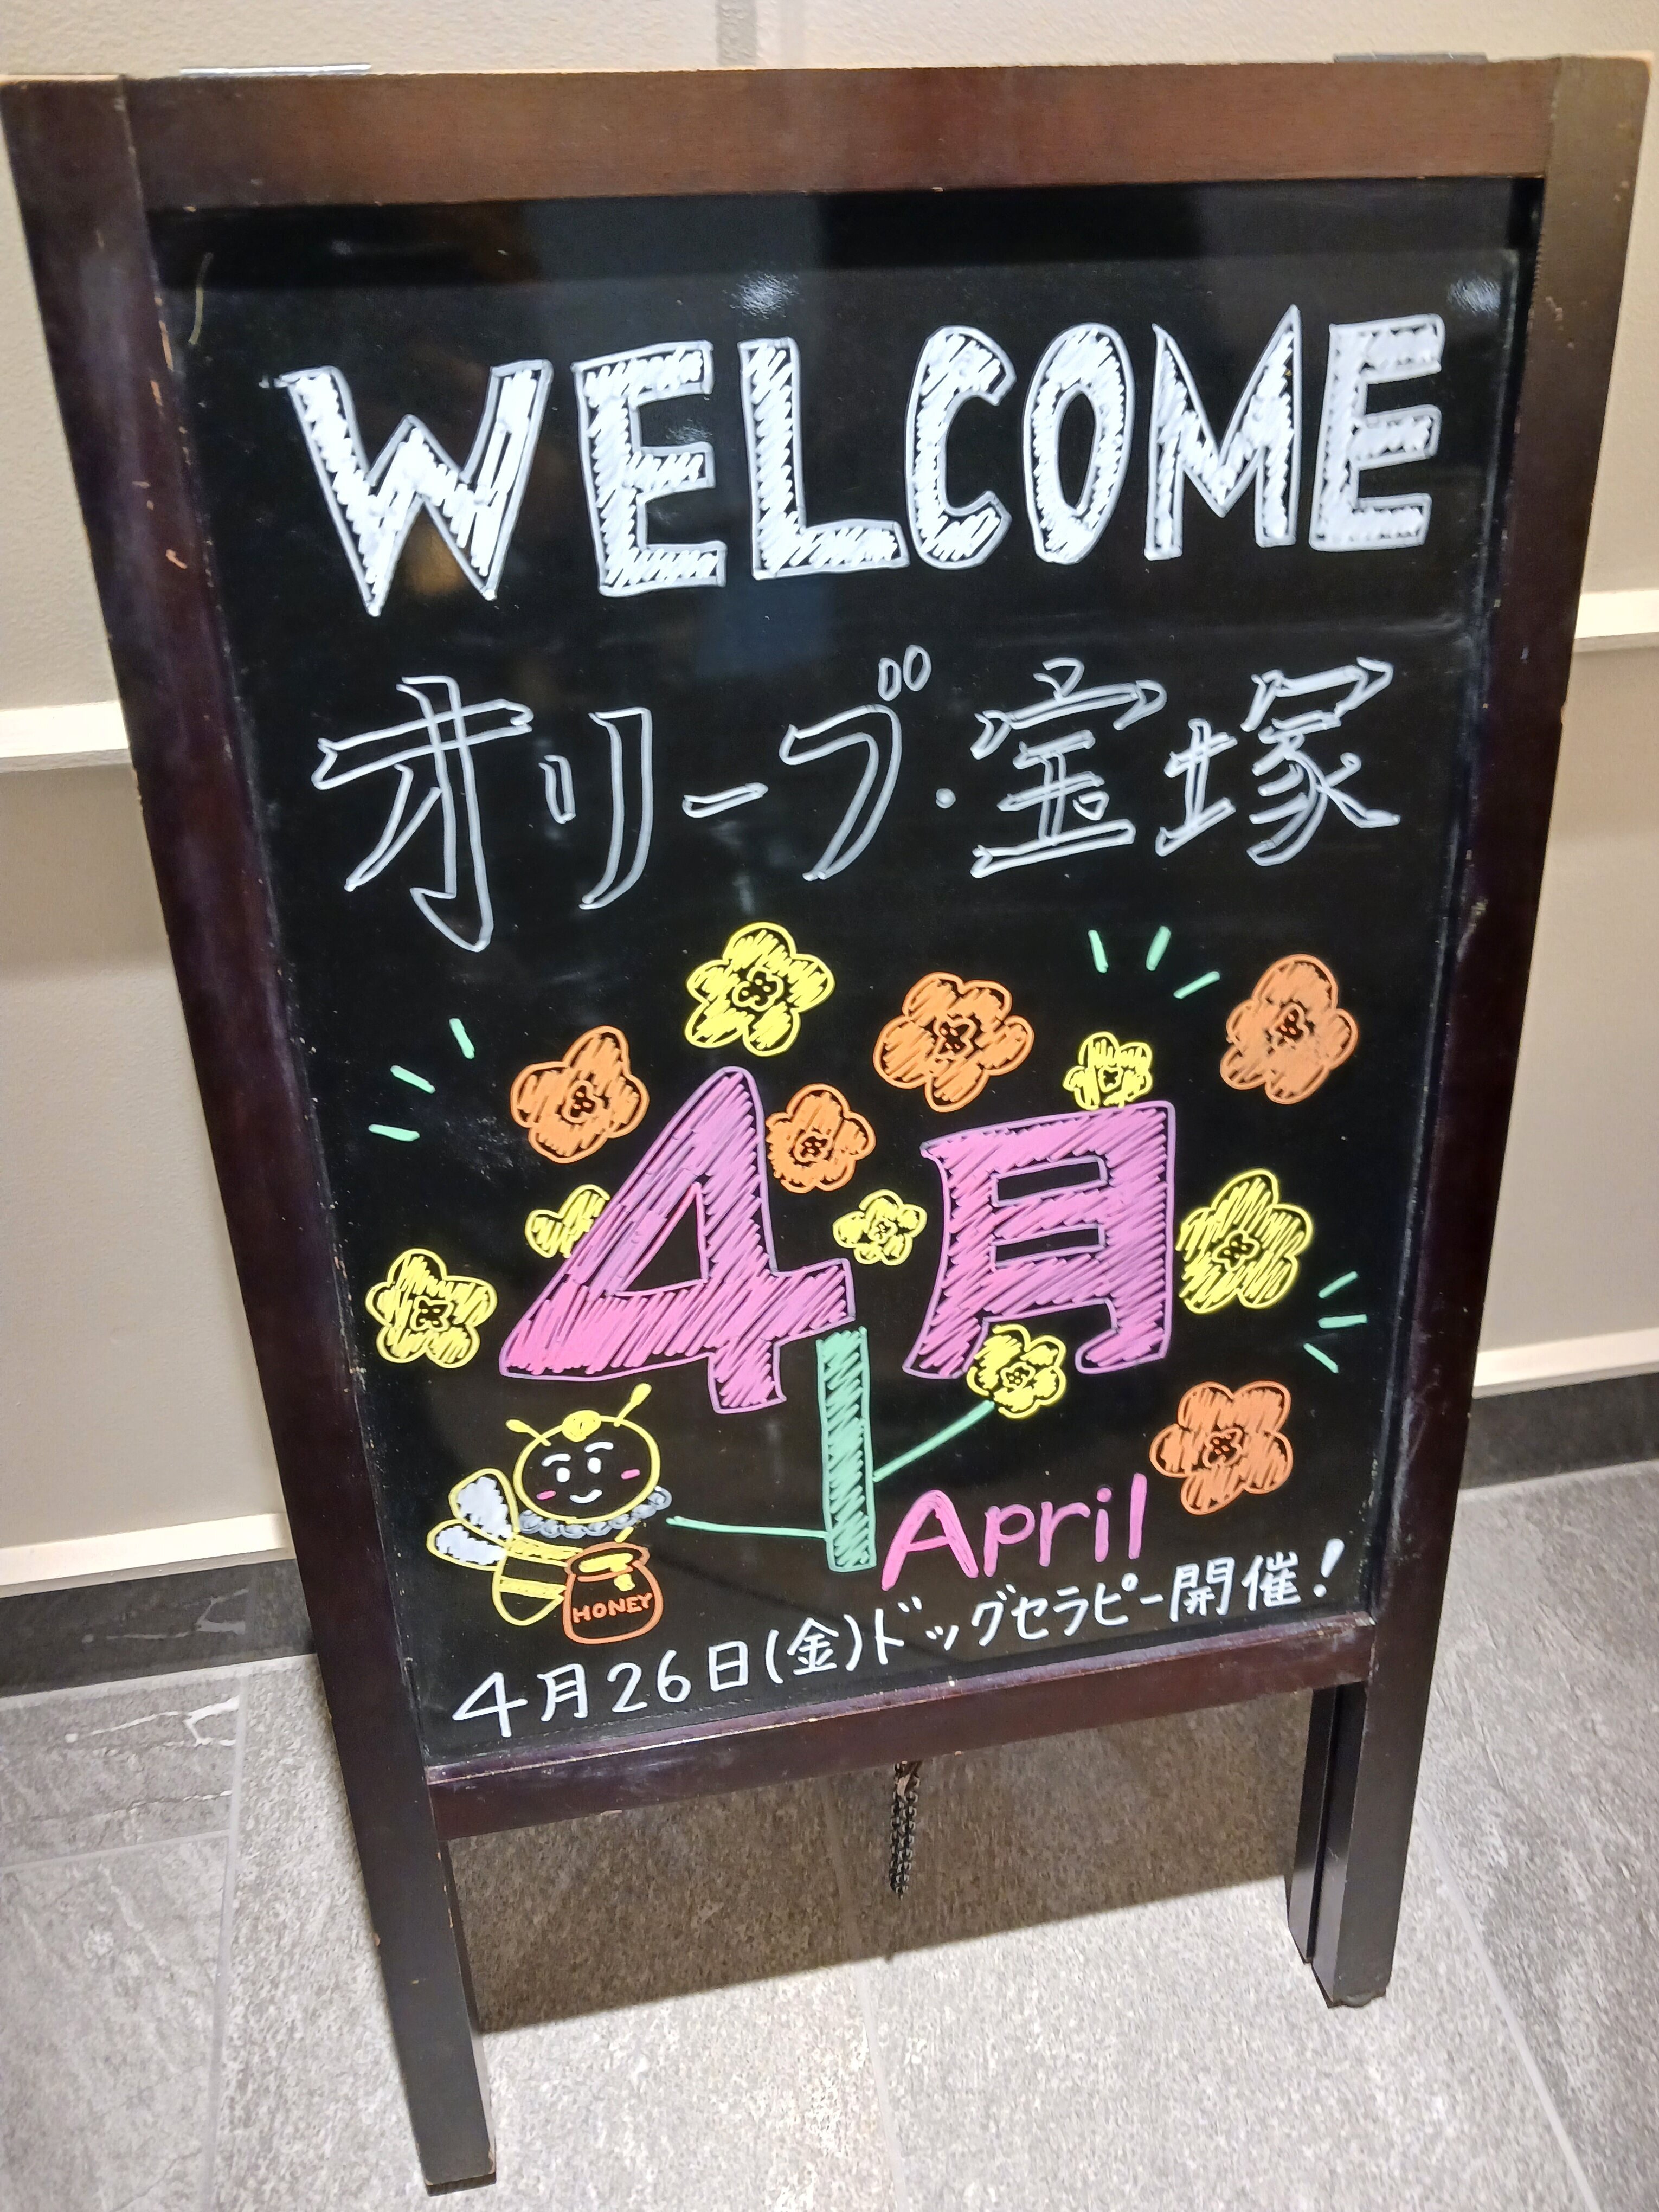 WELCOME
オリーブ・宝塚
4月
April
HONEY
4月26日(金)ドッグセラピー開催!